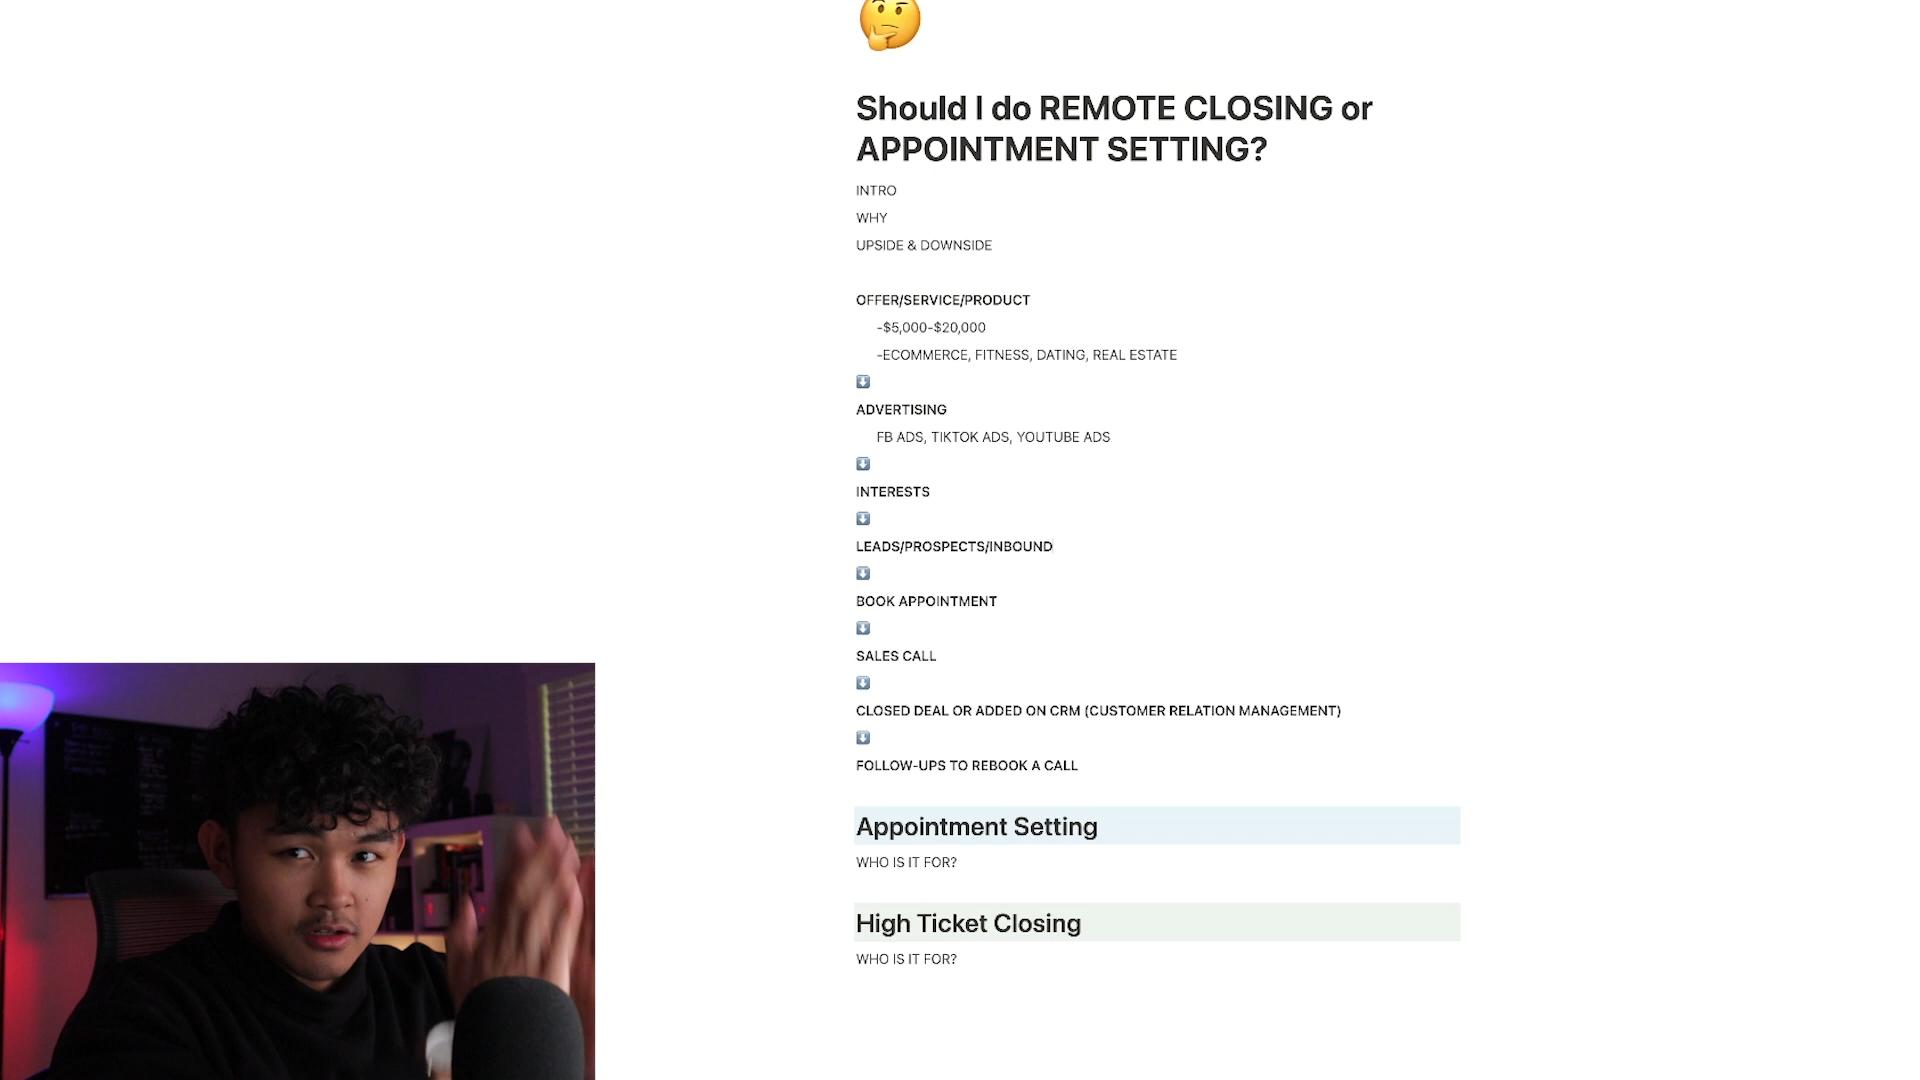 Should I do REMOTE CLOSING or
APPOINTMENT SETTING?
INTRO
WHY
UPSIDE & DOWNSIDE
OFFER/SERVICE/PRODUCT
-$5,000-$20,000
-ECOMMERCE, FITNESS, DATING, REAL ESTATE
ADVERTISING
FB ADS, TIKTOK ADS, YOUTUBE ADS
INTERESTS
LEADS/PROSPECTS/INBOUND
BOOK APPOINTMENT
SALES CALL
CLOSED DEAL OR ADDED ON CRM (CUSTOMER RELATION MANAGEMENT)
FOLLOW-UPS TO REBOOK A CALL
Appointment Setting
WHO IS IT FOR?
High Ticket Closing
WHO IS IT FOR?